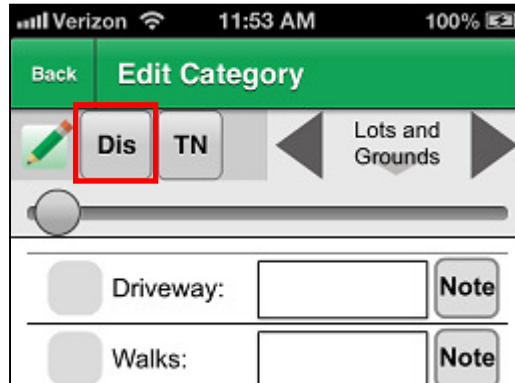 Verizon 11:53 AM 100%
Back Edit Category
Dis TN Lots and
Grounds
Driveway: Note
Walks: Note